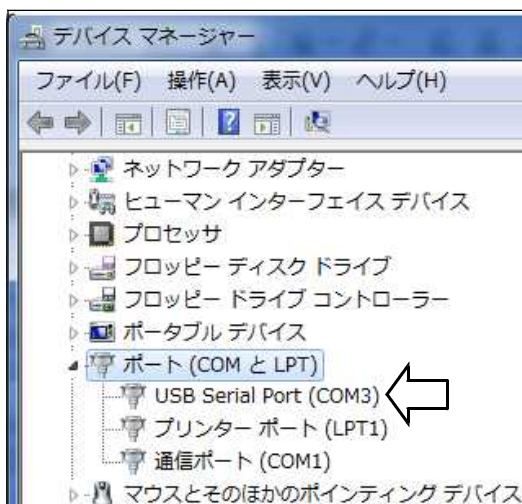 デバイス マネージャー
ファイル(F) 操作(A) 表示(V) ヘルプ(H)
ネットワーク アダプター
ヒューマン インターフェイス デバイス
プロセッサ
フロッピー ディスク ドライブ
フロッピー ドライブ コントローラー
ポータブル デバイス
ポート (COM と LPT)
USB Serial Port (COM3)
プリンター ポート (LPT1)
通信ポート (COM1)
マウスとそのほかのポインティング デバイス